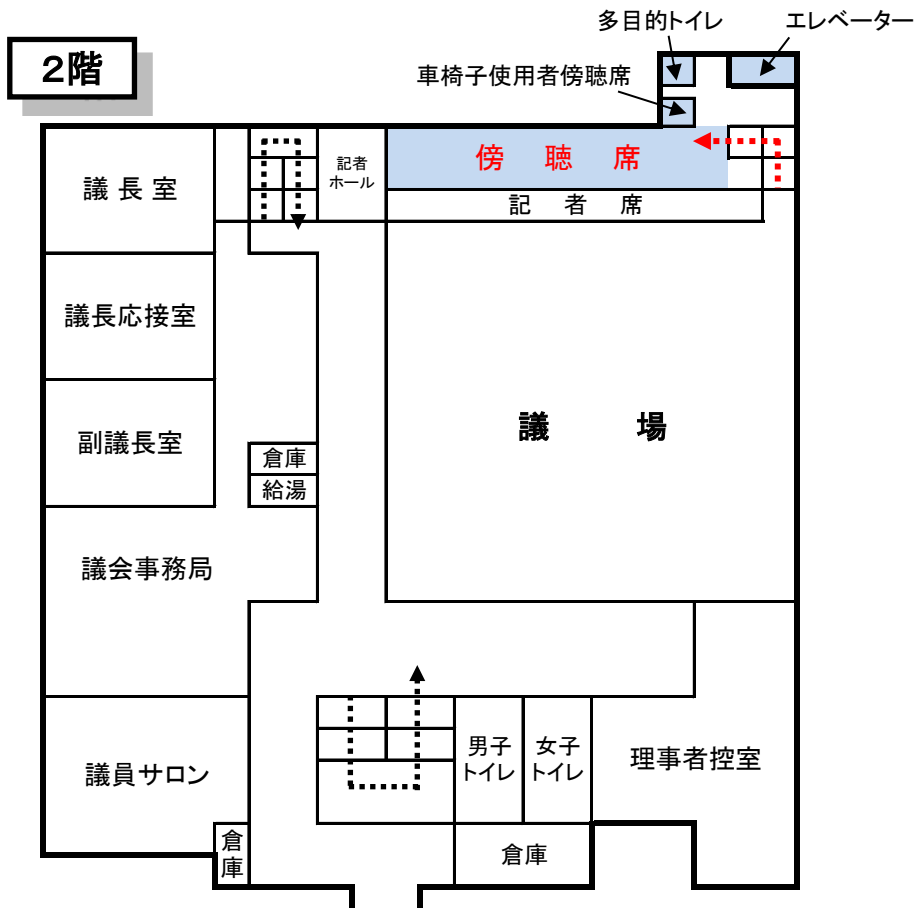 多目的トイレ
エレベーター
2階
車椅子使用者傍聴席
議長室
記者
ホール
傍聴席
記者席
議長応接室
議場
副議長室
倉庫
給湯
議会事務局
議員サロン
男子
トイレ
女子
トイレ
理事者控室
倉
庫
倉庫